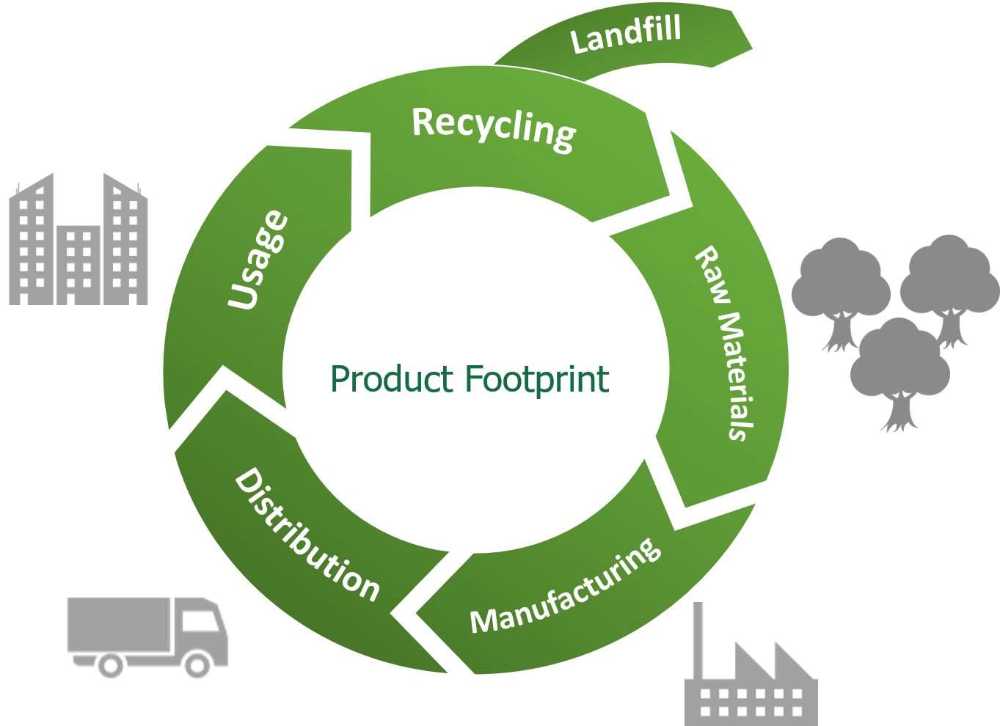 Landfill
Recycling
Raw Materials
Usage
Product Footprint
Distribution
Manufacturing